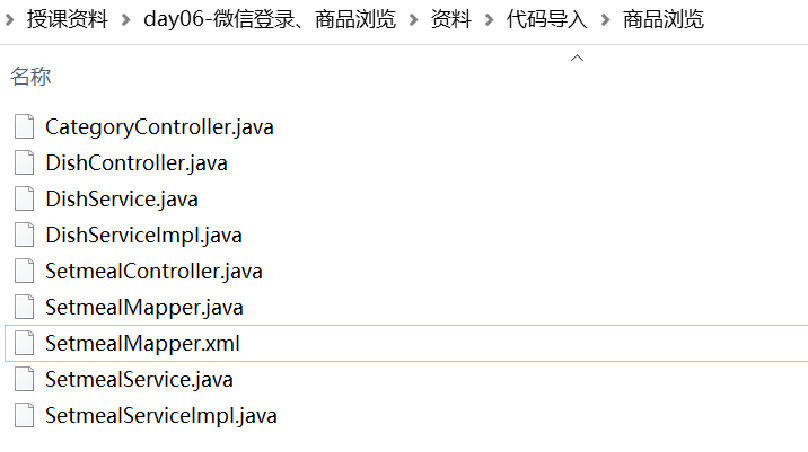 授课资料 day06-微信登录、商品浏览 资料 代码导入 商品浏览
名称
CategoryController.java
DishController.java
DishService.java
DishServiceImpl.java
SetmealController.java
SetmealMapper.java
SetmealMapper.xml
SetmealService.java
SetmealServiceImpl.java